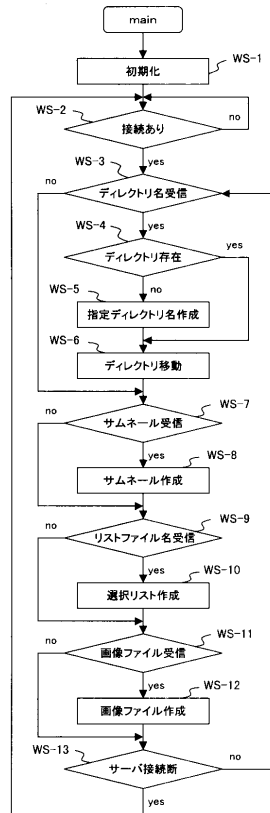 main
WS-1
初期化
WS-2
接続あり
no
yes
WS-3
no
ディレクトリ名受信
yes
WS-4
ディレクトリ存在
yes
no
WS-5
指定ディレクトリ名作成
WS-6
ディレクトリ移動
WS-7
no
サムネール受信
yes
WS-8
サムネール作成
WS-9
no
リストファイル名受信
yes
WS-10
選択リスト作成
WS-11
no
画像ファイル受信
yes
WS-12
画像ファイル作成
WS-13
no
サーバ接続断
yes